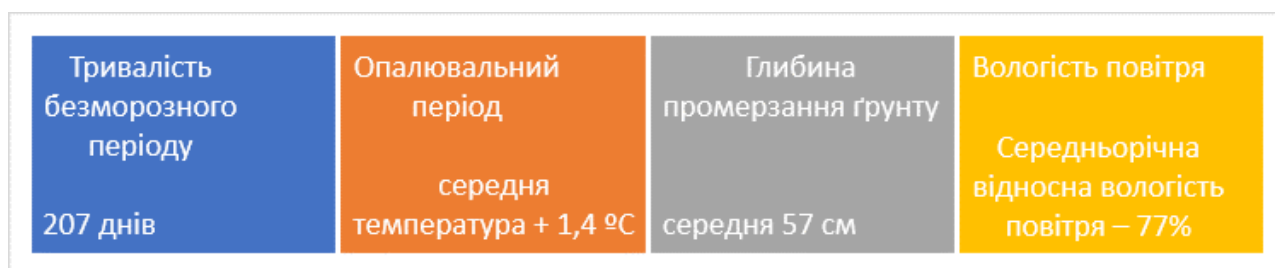 Тривалість
безморозного
періоду
207 днів
Опалювальний
період
середня
температура + 1,4 ºС
Глибина
промерзання ґрунту
середня 57 см
Вологість повітря
Середньорічна
відносна вологість
повітря – 77%